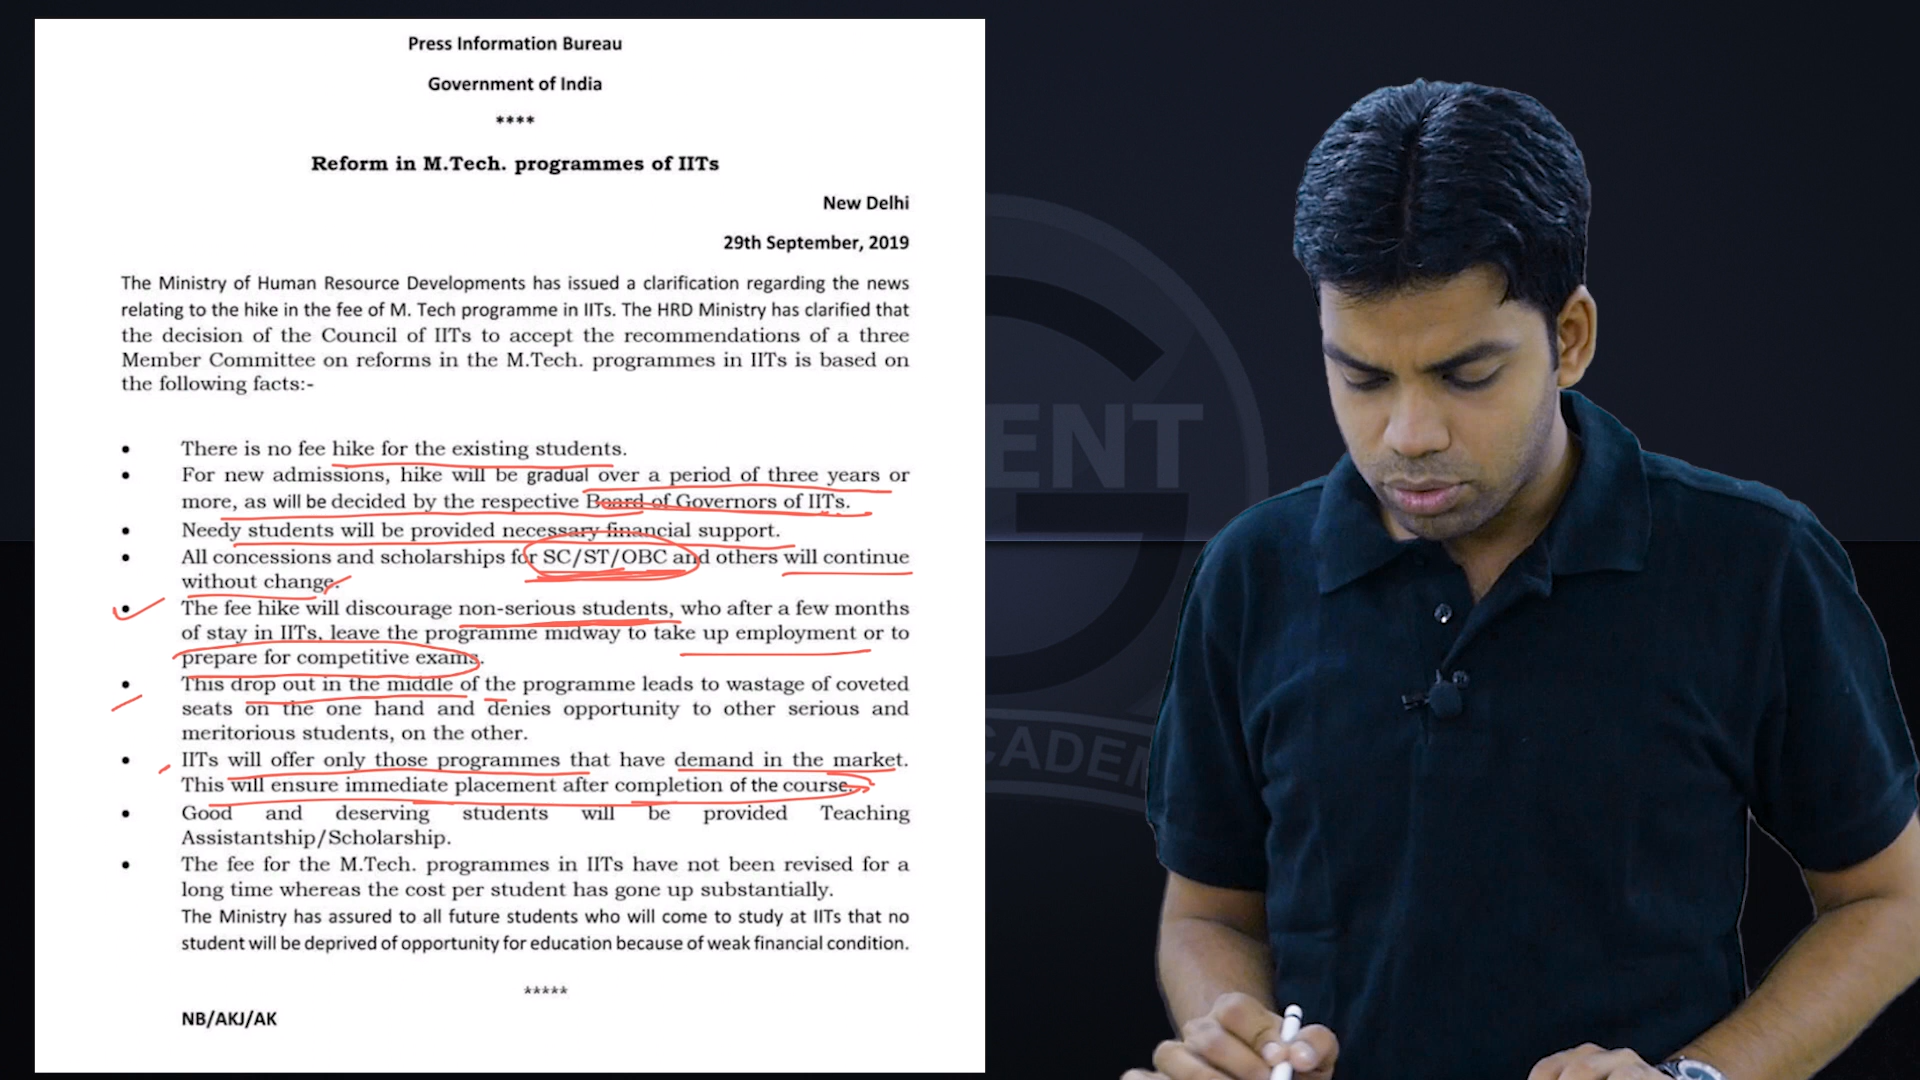 Press Information Bureau
Government of India
****
Reform in M.Tech. programmes of IITs
New Delhi
29th September, 2019
The Ministry of Human Resource Developments has issued a clarification regarding the news
relating to the hike in the fee of M. Tech programme in IITs. The HRD Ministry has clarified that
the decision of the Council of IITs to accept the recommendations of a three
Member Committee on reforms in the M.Tech. programmes in IITs is based on
the following facts:-
• There is no fee hike for the existing students.
• For new admissions, hike will be gradual over a period of three years or
more, as will be decided by the respective Board of Governors of IITs.
• Needy students will be provided necessary financial support.
• All concessions and scholarships for SC/ST/OBC and others will continue
without change.
• The fee hike will discourage non-serious students, who after a few months
of stay in IITs, leave the programme midway to take up employment or to
prepare for competitive exams.
• This drop out in the middle of the programme leads to wastage of coveted
seats on the one hand and denies opportunity to other serious and
meritorious students, on the other.
• IITs will offer only those programmes that have demand in the market.
This will ensure immediate placement after completion of the course.
• Good and deserving students will be provided Teaching
Assistantship/Scholarship.
• The fee for the M.Tech. programmes in IITs have not been revised for a
long time whereas the cost per student has gone up substantially.
The Ministry has assured to all future students who will come to study at IITs that no
student will be deprived of opportunity for education because of weak financial condition.
*****
NB/AKJ/AK